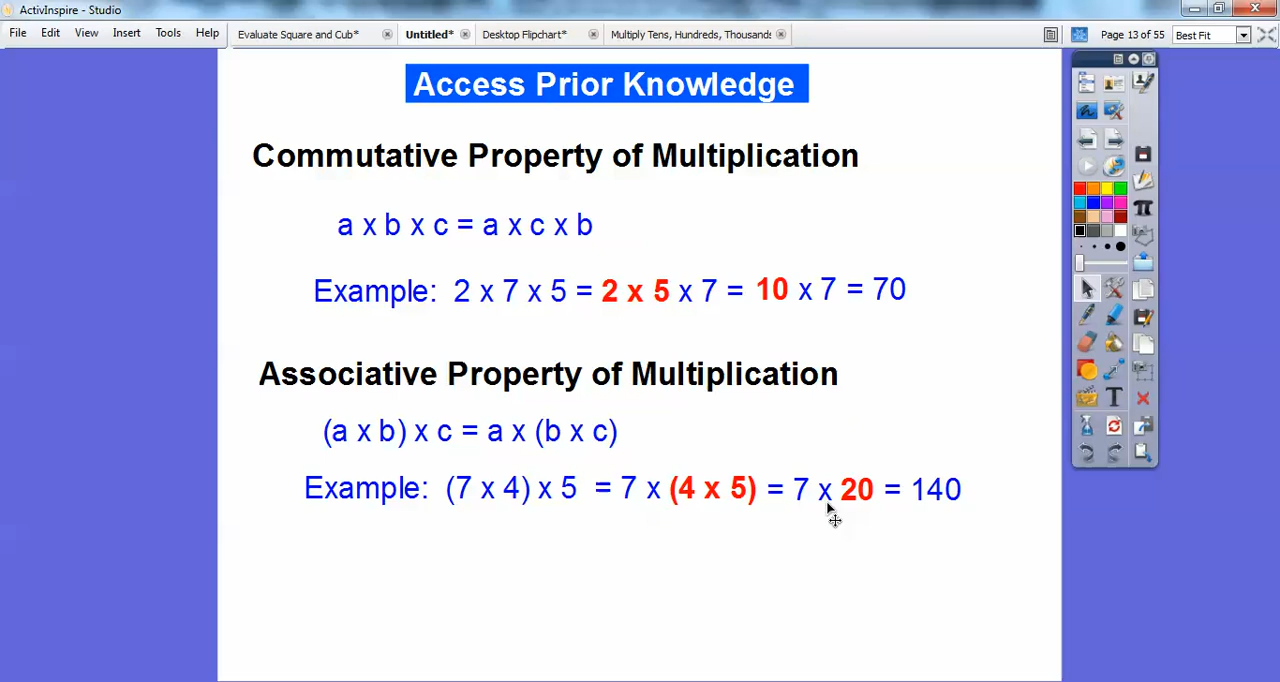 ActivInspire - Studio
File Edit View Insert Tools Help
Evaluate Square and Cub* Untitled* Desktop Flipchart* Multiply Tens, Hundreds, Thousands
Page 13 of 55 Best Fit
Access Prior Knowledge
Commutative Property of Multiplication
a x b x c = a x c x b
Example: 2 x 7 x 5 = 2 x 5 x 7 = 10 x 7 = 70
Associative Property of Multiplication
(a x b) x c = a x (b x c)
Example: (7 x 4) x 5 = 7 x (4 x 5) = 7 x 20 = 140